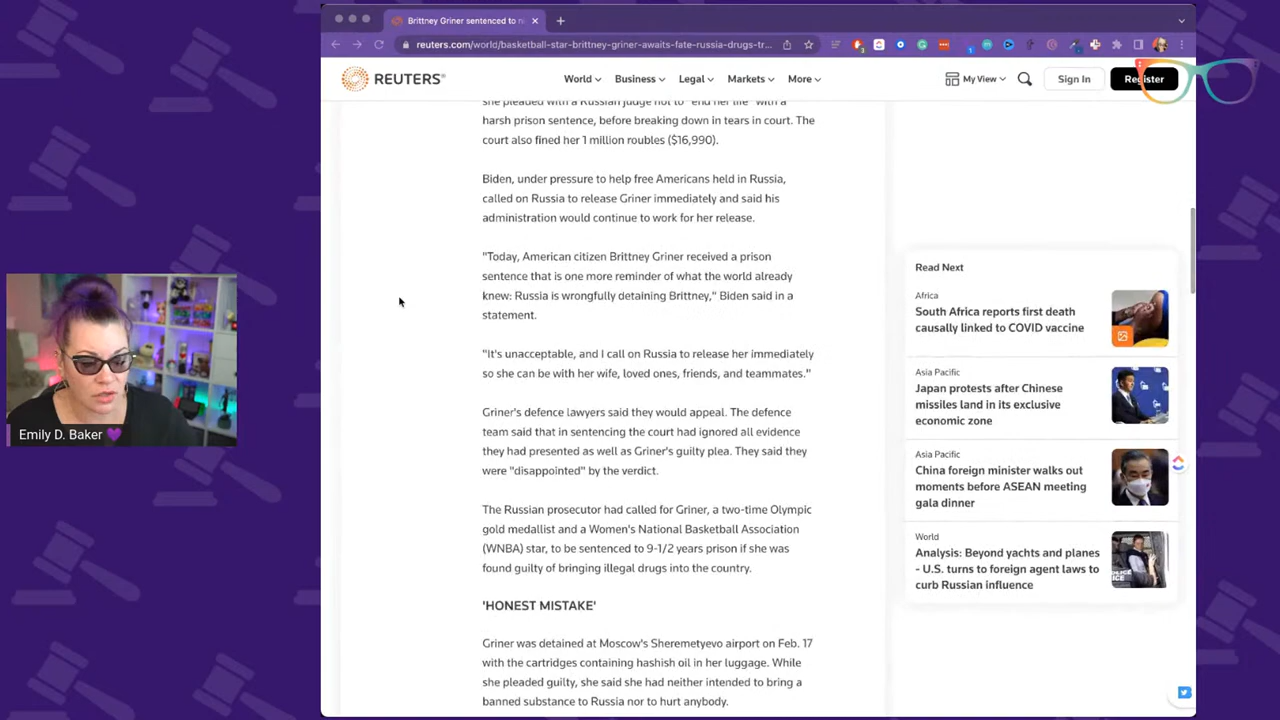 Brittney Griner sentenced to n
reuters.com/world/basketball-star-brittney-griner-awaits-fate-russia-drugs-tr...
REUTERS®
World
Business
Legal
Markets
More
My View
Sign In
Register
she pleaded with a Russian judge not to "end her life" with a
harsh prison sentence, before breaking down in tears in court. The
court also fined her 1 million roubles ($16,990).
Biden, under pressure to help free Americans held in Russia,
called on Russia to release Griner immediately and said his
administration would continue to work for her release.
"Today, American citizen Brittney Griner received a prison
sentence that is one more reminder of what the world already
knew: Russia is wrongfully detaining Brittney," Biden said in a
statement.
"It's unacceptable, and I call on Russia to release her immediately
so she can be with her wife, loved ones, friends, and teammates."
Griner's defence lawyers said they would appeal. The defence
team said that in sentencing the court had ignored all evidence
they had presented as well as Griner's guilty plea. They said they
were "disappointed" by the verdict.
The Russian prosecutor had called for Griner, a two-time Olympic
gold medallist and a Women's National Basketball Association
(WNBA) star, to be sentenced to 9-1/2 years prison if she was
found guilty of bringing illegal drugs into the country.
'HONEST MISTAKE'
Griner was detained at Moscow's Sheremetyevo airport on Feb. 17
with the cartridges containing hashish oil in her luggage. While
she pleaded guilty, she said she had neither intended to bring a
banned substance to Russia nor to hurt anybody.
Read Next
Africa
South Africa reports first death
causally linked to COVID vaccine
Asia Pacific
Japan protests after Chinese
missiles land in its exclusive
economic zone
Asia Pacific
China foreign minister walks out
moments before ASEAN meeting
gala dinner
World
Analysis: Beyond yachts and planes
- U.S. turns to foreign agent laws to
curb Russian influence
Emily D. Baker 💜